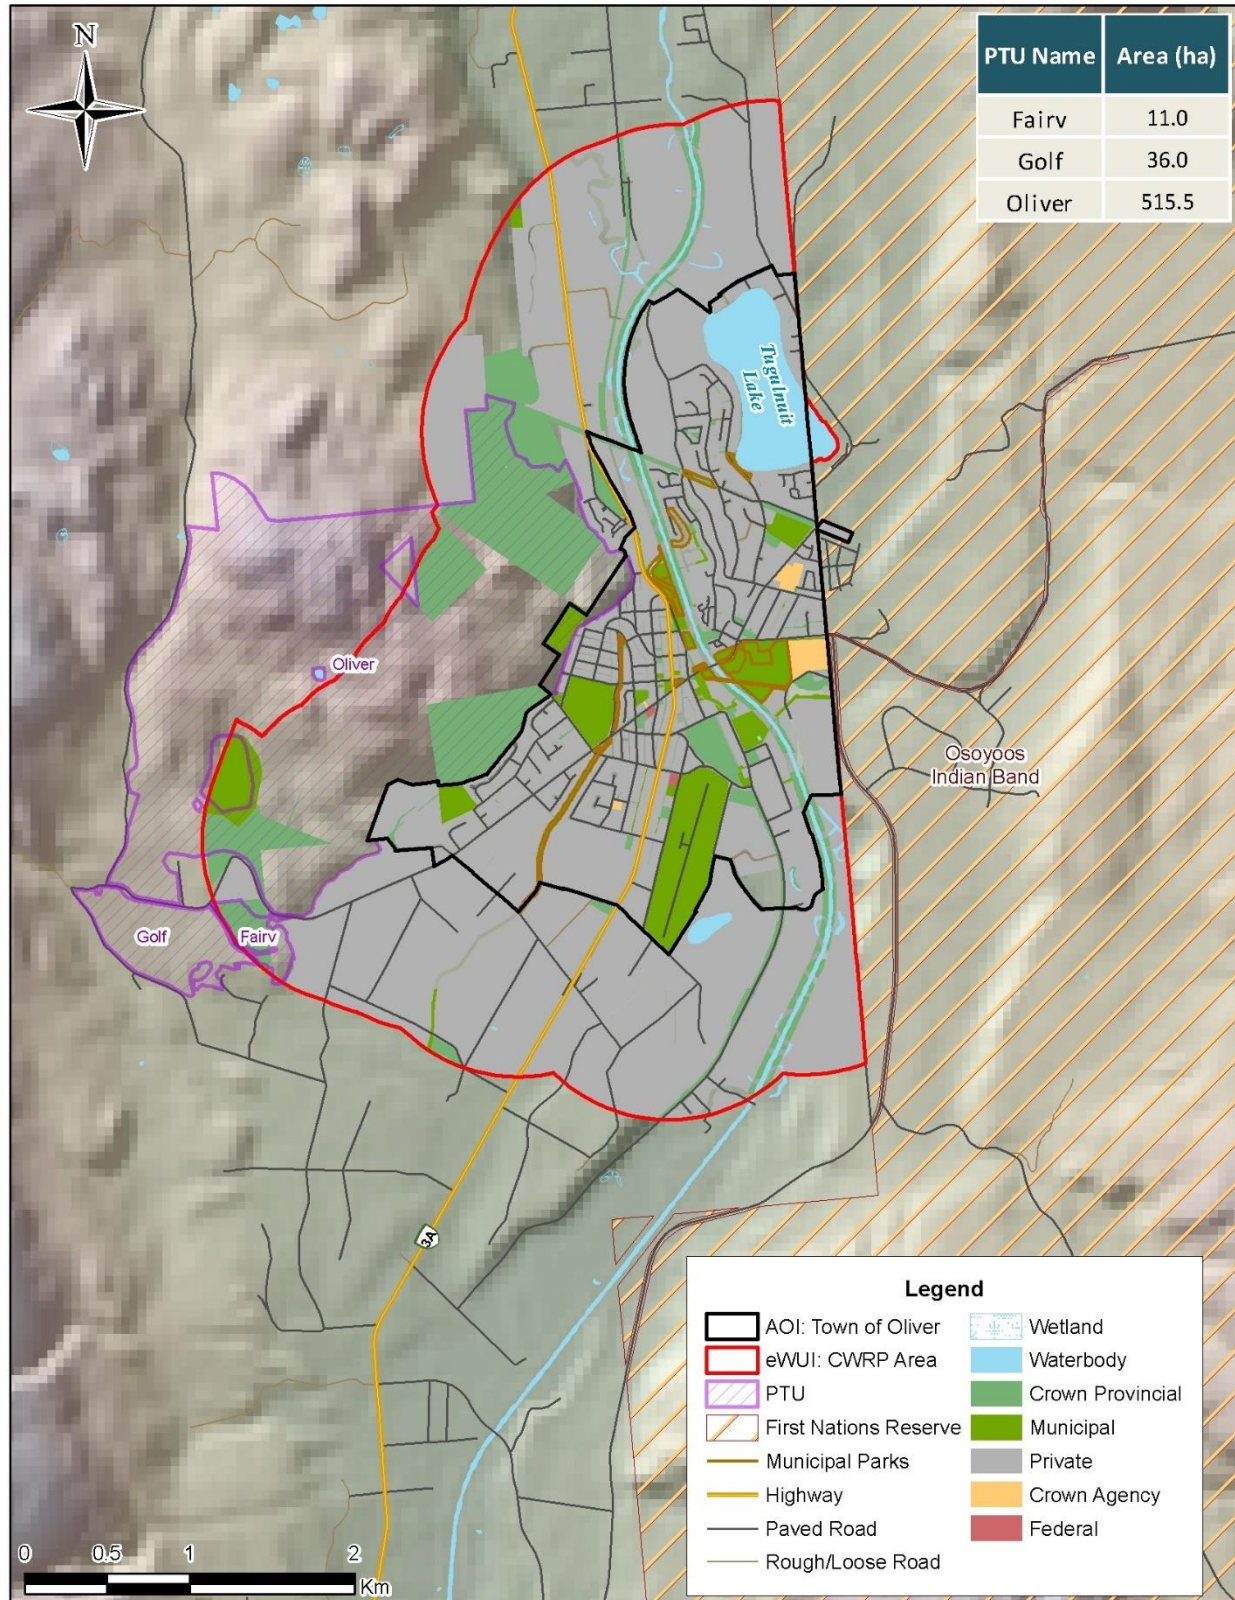 N
PTU Name Area (ha)
Fairv 11.0
Golf 36.0
Oliver 515.5
Tugulnuit
Lake
Oliver
Osoyoos
Indian Band
Golf
Fairv
3A
Legend
AOI: Town of Oliver
eWUI: CWRP Area
PTU
First Nations Reserve
Municipal Parks
Highway
Paved Road
Rough/Loose Road
Wetland
Waterbody
Crown Provincial
Municipal
Private
Crown Agency
Federal
0 0.5 1 2
Km